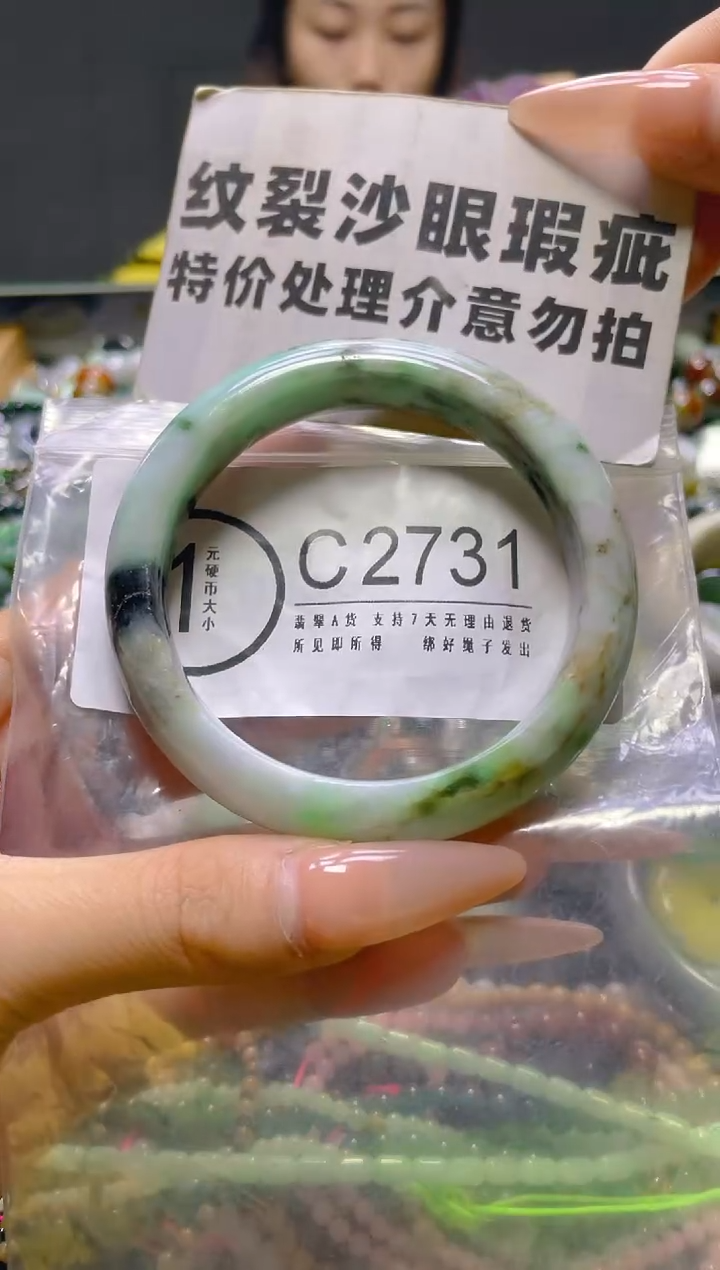 纹裂沙眼瑕疵
特价处理介意勿拍
1
元硬币大小
C2731
翡翠A货 支持7天无理由退货
所见即所得 绑好绳子发出